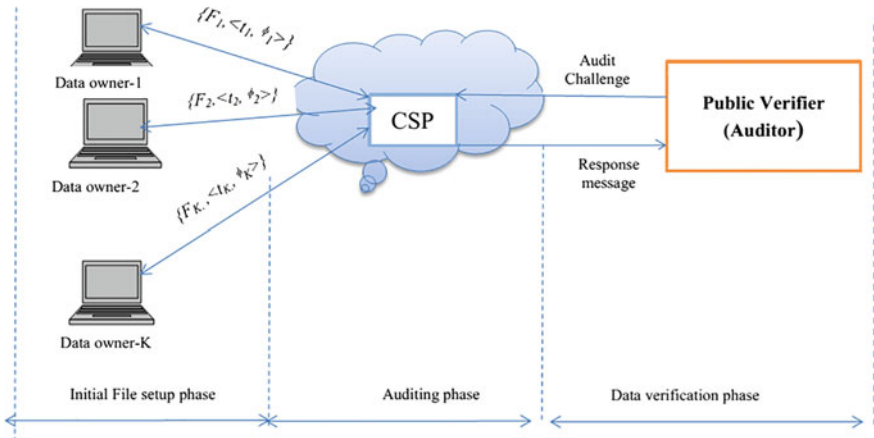 {F1, <t1, ϕ1>}
Data owner-1
{F2, <t2, ϕ2>}
Data owner-2
{FK., <tK, ϕK>}
Data owner-K
CSP
Audit
Challenge
Public Verifier
(Auditor)
Response
message
Initial File setup phase
Auditing phase
Data verification phase